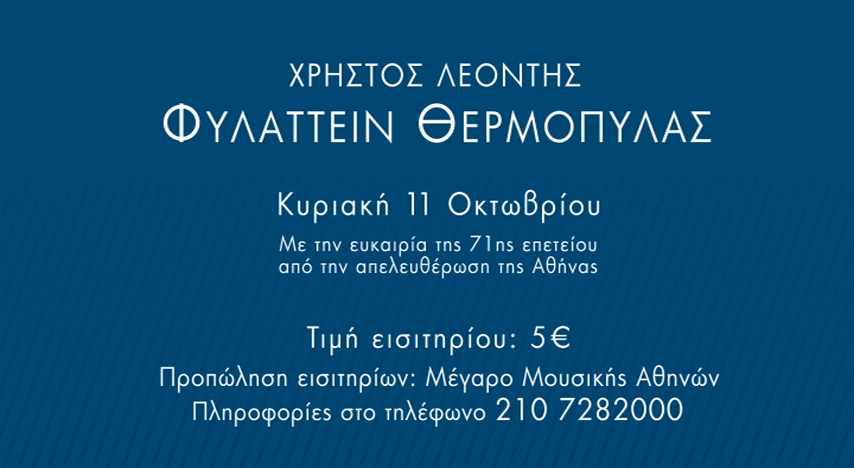 ΧΡΗΣΤΟΣ ΛΕΟΝΤΗΣ
ΦΥΛΑΤΤΕΙΝ ΘΕΡΜΟΠΥΛΑΣ
Κυριακή 11 Οκτωβρίου
Με την ευκαιρία της 71ης επετείου
από την απελευθέρωση της Αθήνας
Τιμή εισιτηρίου: 5€
Προπώληση εισιτηρίων: Μέγαρο Μουσικής Αθηνών
Πληροφορίες στο τηλέφωνο 210 7282000